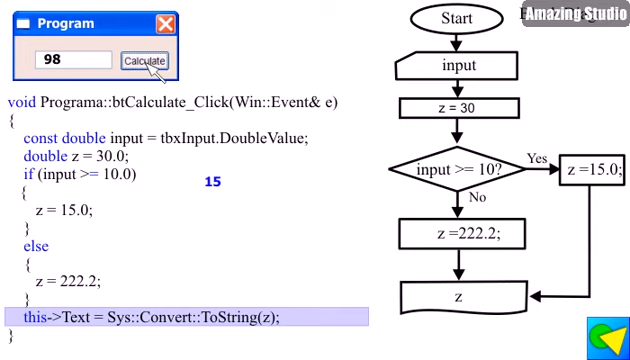 Program
98
Calculate
void Programa::btCalculate_Click(Win::Event& e)
{
const double input = tbxInput.DoubleValue;
double z = 30.0;
if (input >= 10.0)
{
z = 15.0;
}
else
{
z = 222.2;
}
this->Text = Sys::Convert::ToString(z);
}
15
Amazing Studio
Start
input
z = 30
input >= 10?
Yes
z =15.0;
No
z =222.2;
z